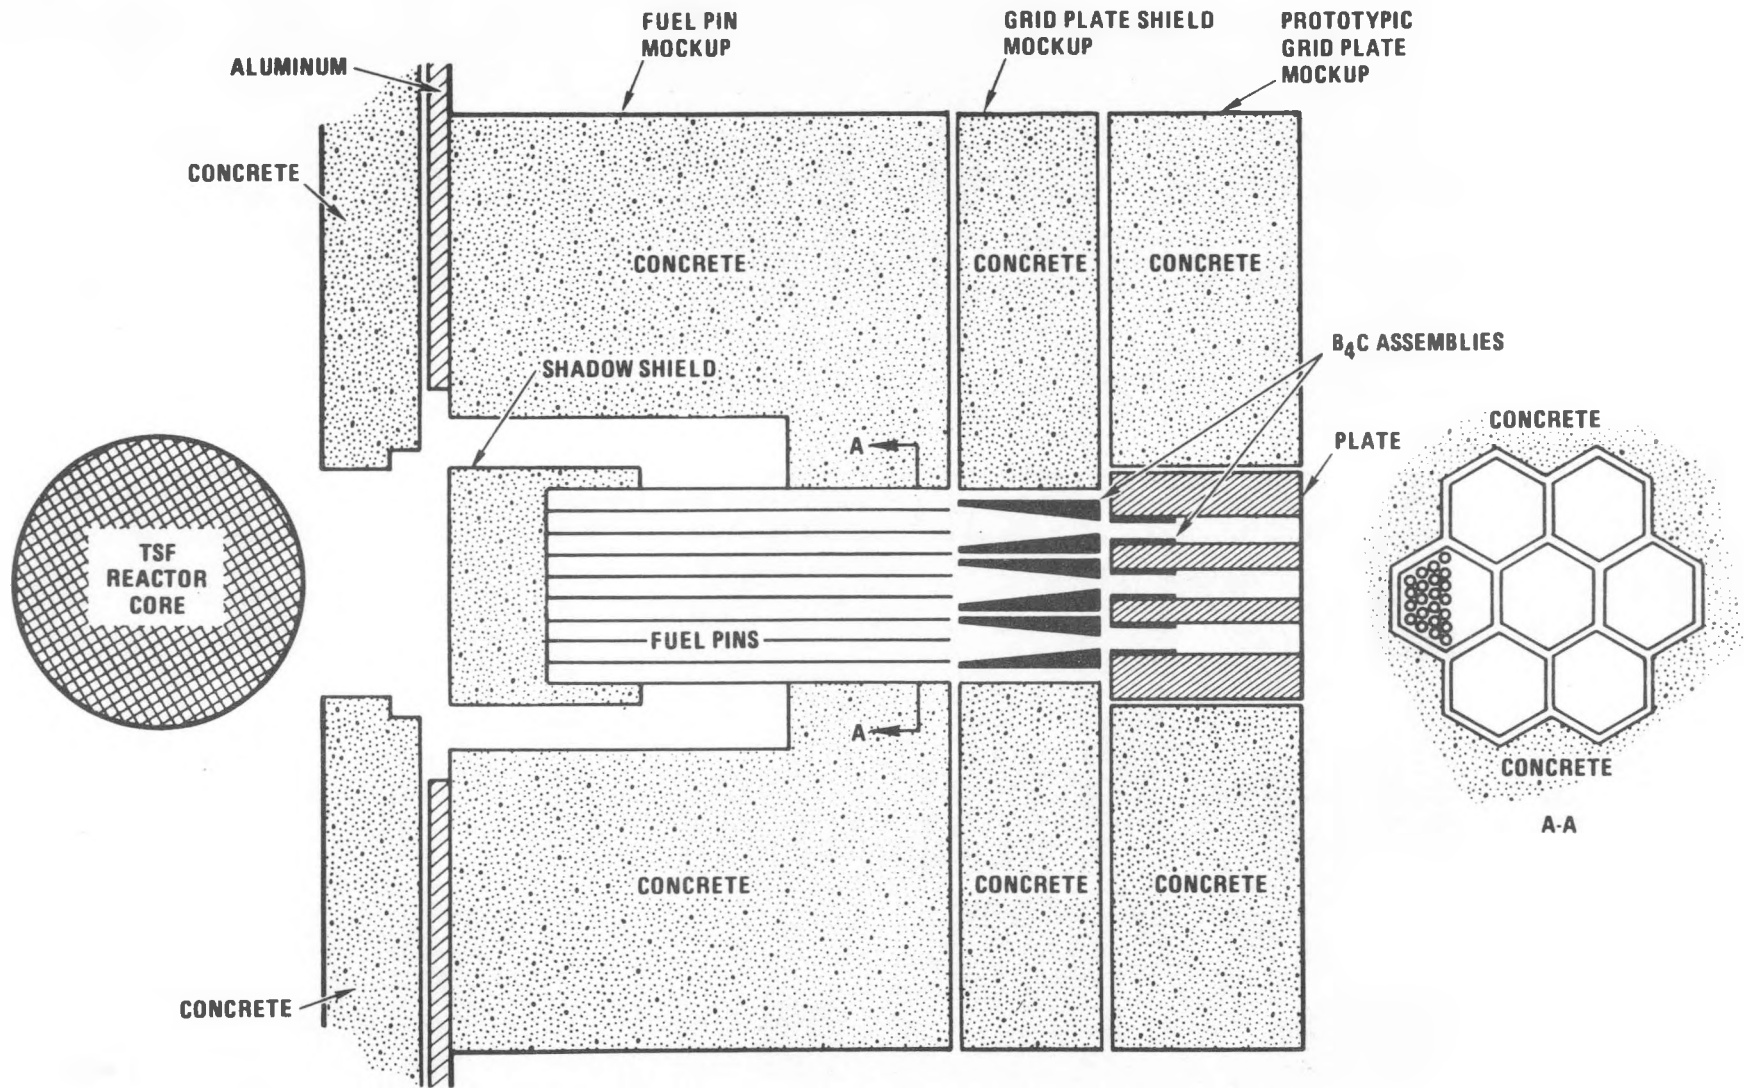 FUEL PIN
MOCKUP
GRID PLATE SHIELD
MOCKUP
PROTOTYPIC
GRID PLATE
MOCKUP
ALUMINUM
CONCRETE
CONCRETE
CONCRETE
CONCRETE
B₄C ASSEMBLIES
SHADOW SHIELD
CONCRETE
PLATE
A
TSF
REACTOR
CORE
FUEL PINS
A
CONCRETE
A-A
CONCRETE
CONCRETE
CONCRETE
CONCRETE